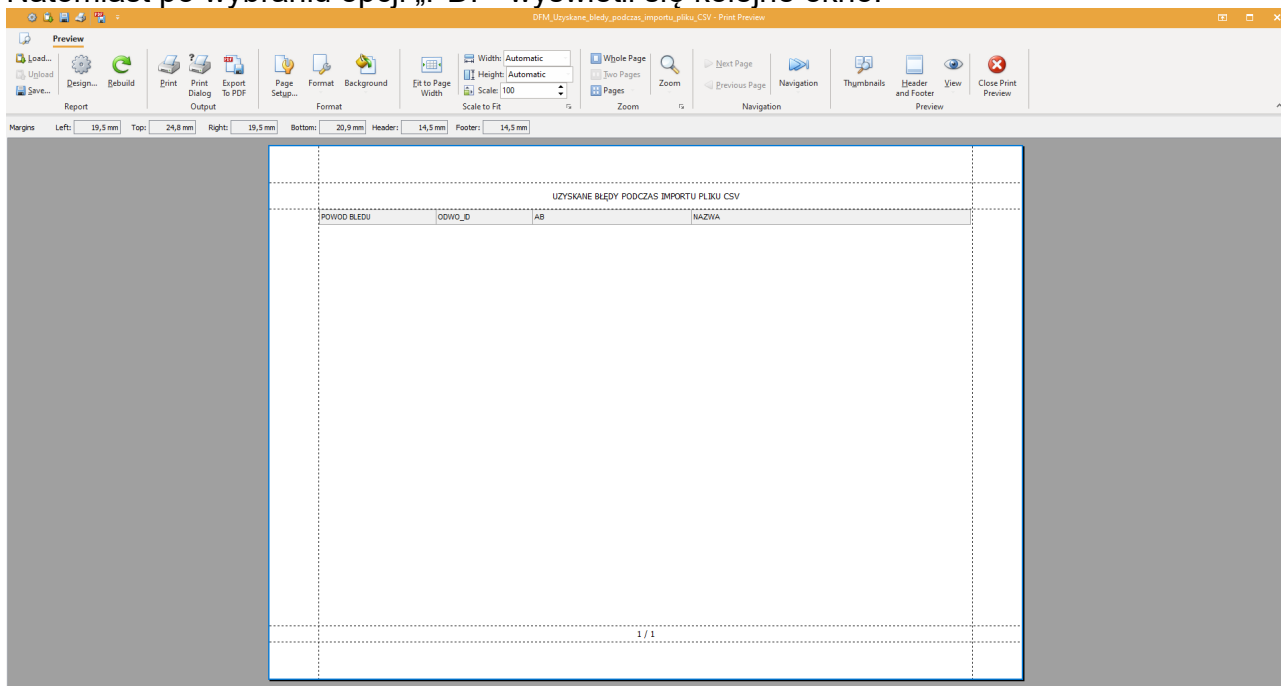 Natomiast po wybraniu opcji „PDF” wyświetli się kolejne okno:
DFM_Uzyskane_bledy_podczas_importu_pliku_CSV - Print Preview
Preview
Load...
Unload
Save...
Design...
Rebuild
Report
Print
Print Dialog
Export To PDF
Output
Page Setup...
Format
Background
Format
Fit to Page Width
Width: Automatic
Height: Automatic
Scale: 100
Scale to Fit
Whole Page
Two Pages
Pages
Zoom
Zoom
Next Page
Previous Page
Navigation
Navigation
Thumbnails
Header and Footer
View
Close Print Preview
Preview
Margins Left: 19,5 mm Top: 24,8 mm Right: 19,5 mm Bottom: 20,9 mm Header: 14,5 mm Footer: 14,5 mm
UZYSKANE BŁĘDY PODCZAS IMPORTU PLIKU CSV
POWOD BLEDU ODWO_ID AB NAZWA
1 / 1